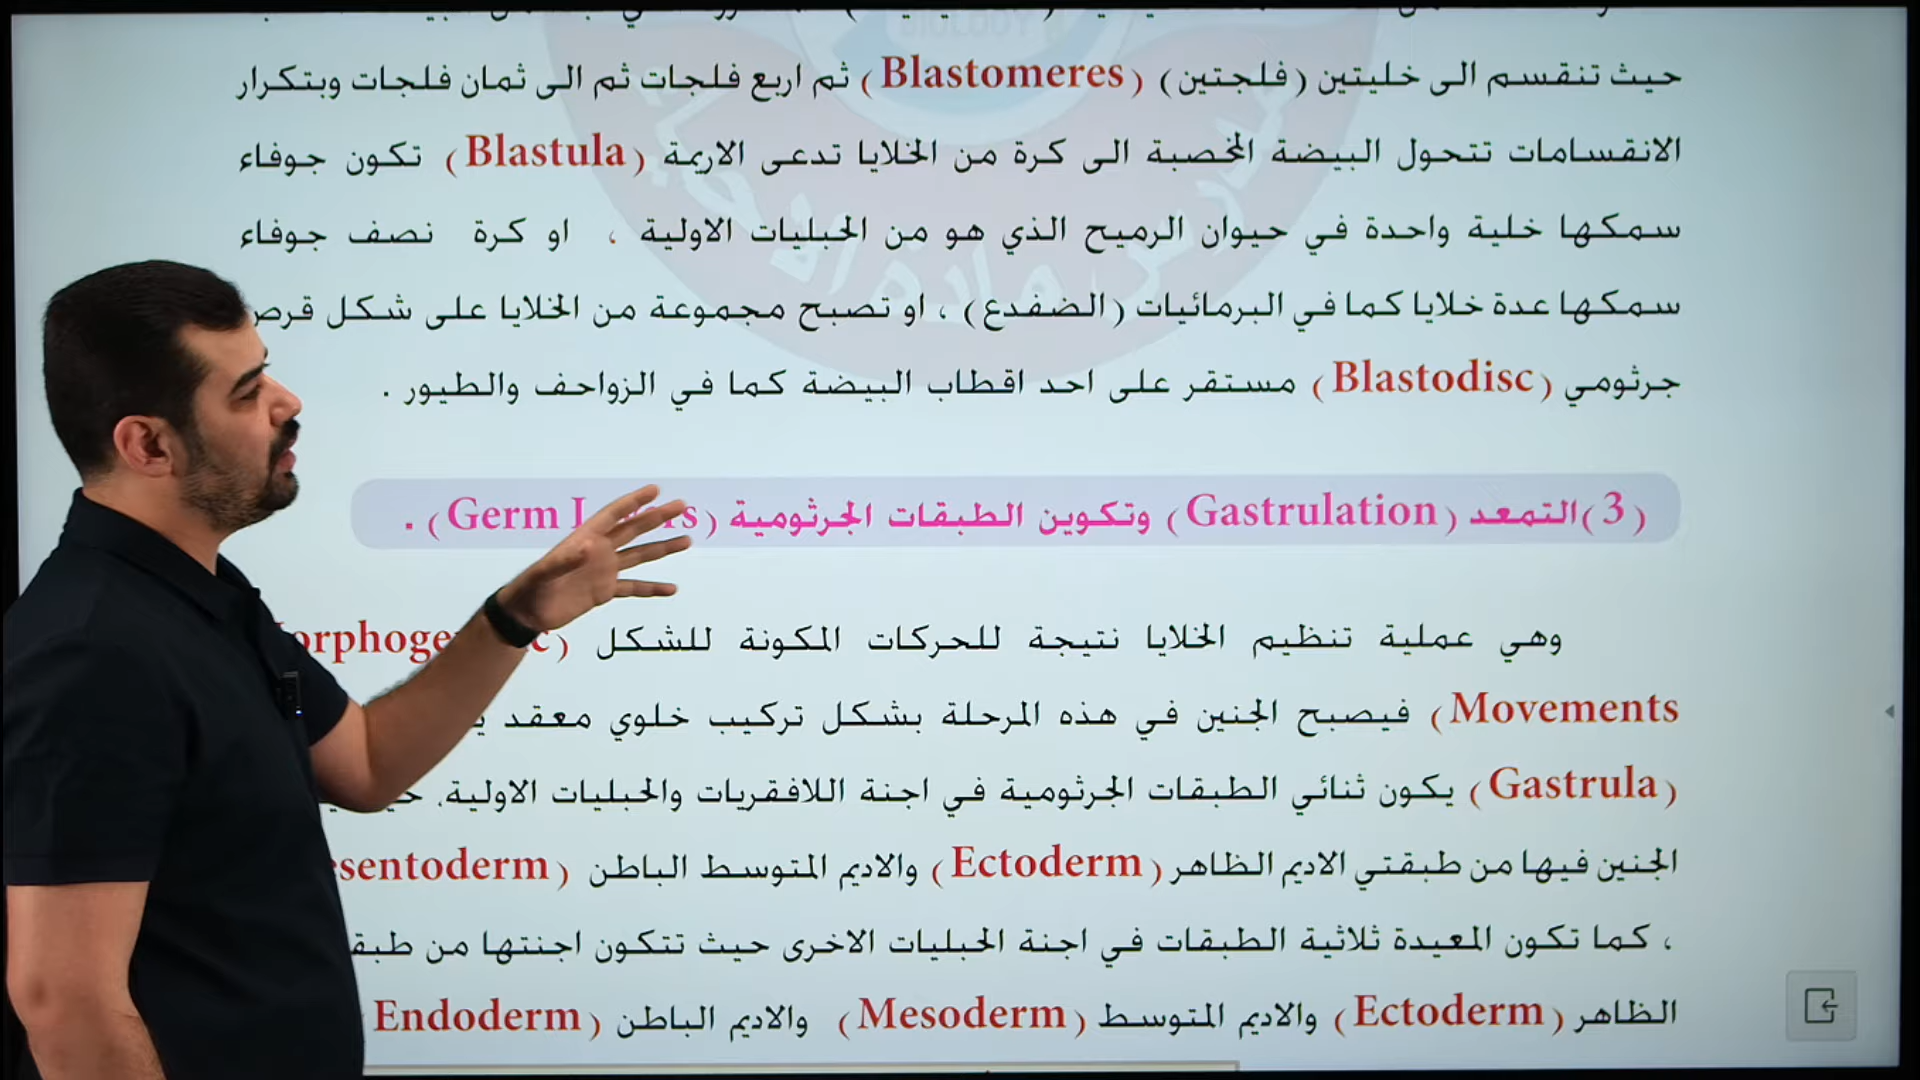 BIOLOGY
حيث تنقسم الى خليتين (فلجتين) (Blastomeres) ثم اربع فلجات ثم الى ثمان فلجات وبتكرار
الانقسامات تتحول البيضة المخصبة الى كرة من الخلايا تدعى الاريمة (Blastula) تكون جوفاء
سمكها خلية واحدة في حيوان الرميح الذي هو من الحبليات الاولية ، او كرة نصف جوفاء
سمكها عدة خلايا كما في البرمائيات (الضفدع) ، او تصبح مجموعة من الخلايا على شكل قرص
جرثومي (Blastodisc) مستقر على احد اقطاب البيضة كما في الزواحف والطيور .
(3) التمعد (Gastrulation) وتكوين الطبقات الجرثومية (Germ) .
وهي عملية تنظيم الخلايا نتيجة للحركات المكونة للشكل (
Movements) فيصبح الجنين في هذه المرحلة بشكل تركيب خلوي معقد
(Gastrula) يكون ثنائي الطبقات الجرثومية في اجنة اللافقريات والحبليات الاولية.
الجنين فيها من طبقتي الاديم الظاهر (Ectoderm) والاديم المتوسط الباطن (
، كما تكون المعيدة ثلاثية الطبقات في اجنة الحبليات الاخرى حيث تتكون اجنتها من
الظاهر (Ectoderm) والاديم المتوسط (Mesoderm) والاديم الباطن (Endoderm